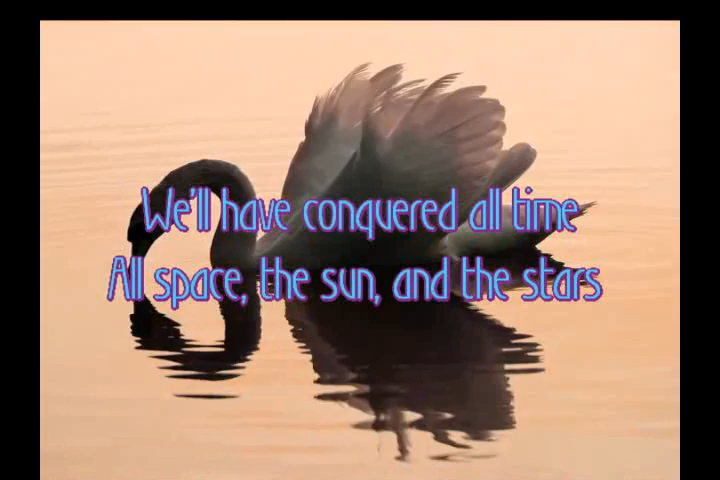 We'll have conquered all time
All space, the sun, and the stars